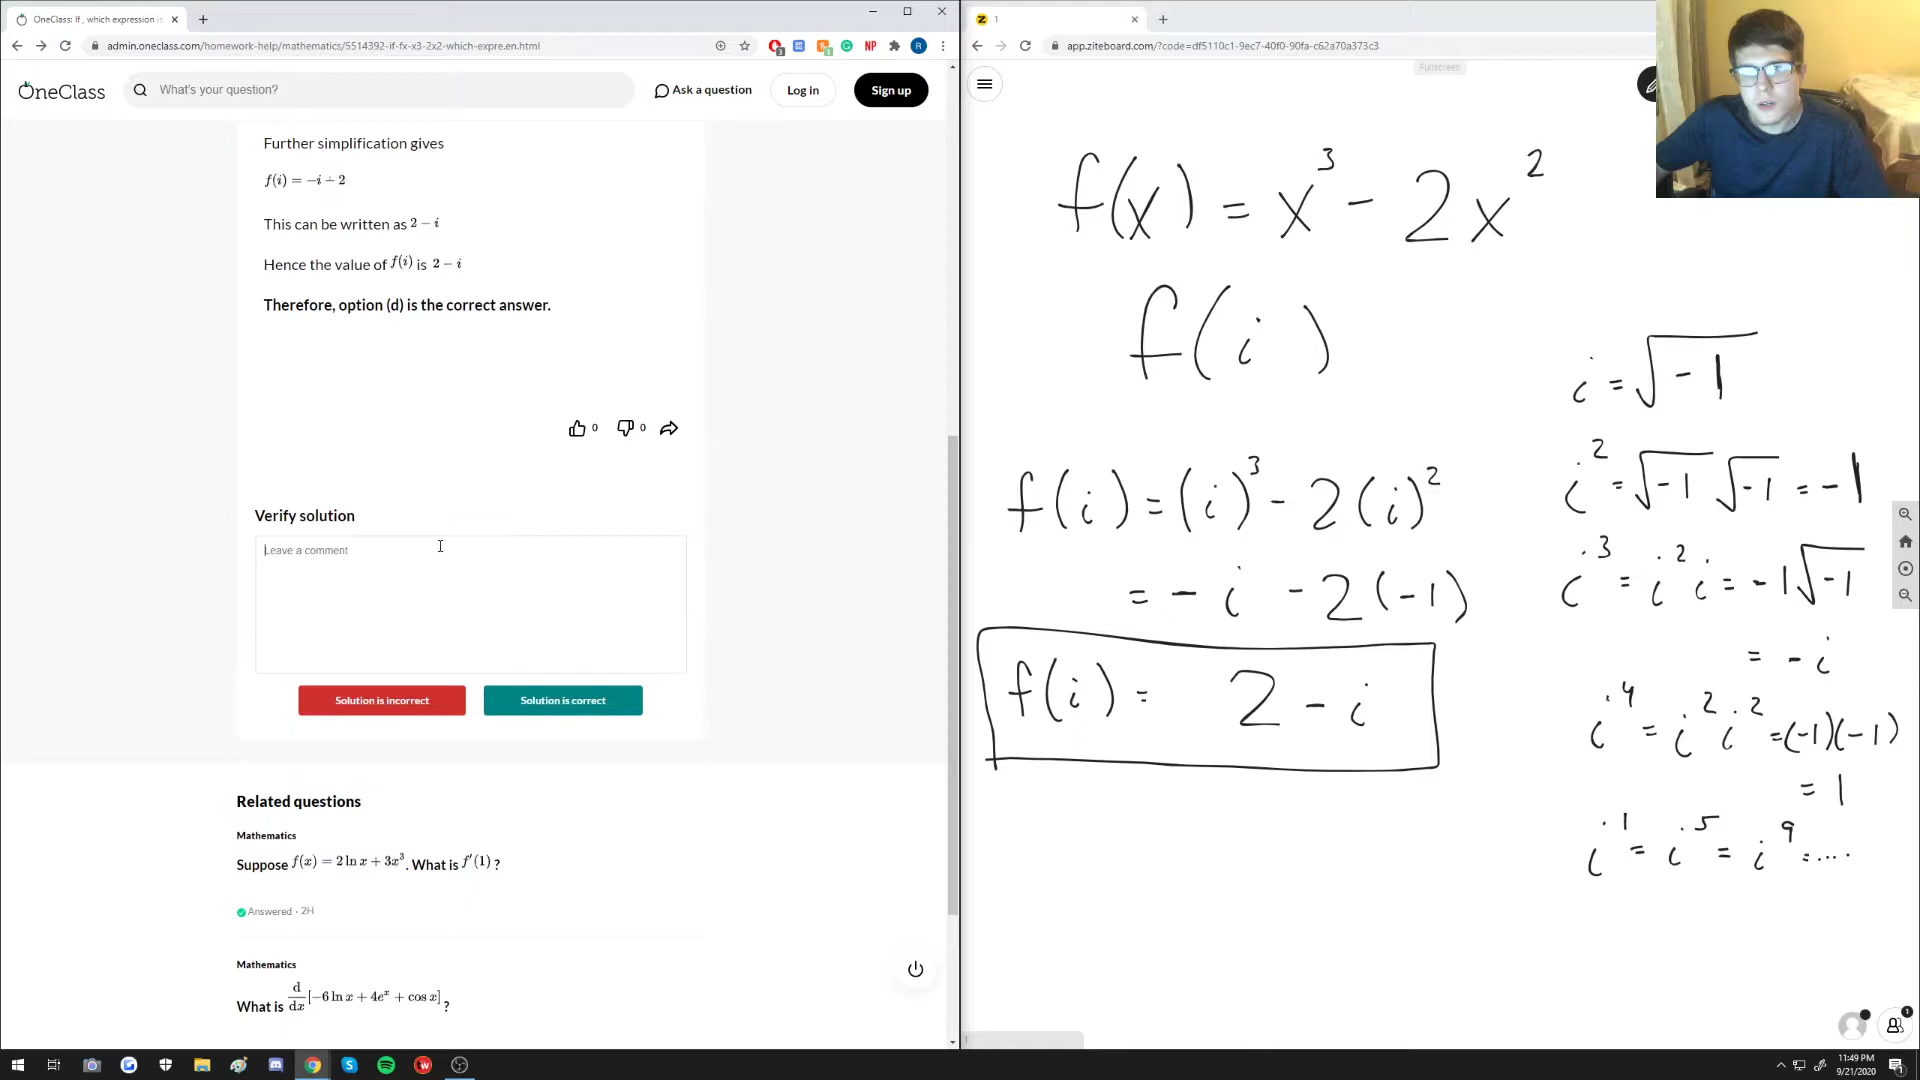 OneClass: If , which expression is
1
admin.oneclass.com/homework-help/mathematics/5514392-if-fx-x3-2x2-which-expre.en.html
app.ziteboard.com/?code=df5110c1-9ec7-40f0-90fa-c62a70a373c3
Fullscreen
OneClass
What's your question?
Ask a question
Log in
Sign up
Further simplification gives
f(i) = −i + 2
This can be written as 2 − i
Hence the value of f(i) is 2 − i
Therefore, option (d) is the correct answer.
0 0
Verify solution
Leave a comment
Solution is incorrect Solution is correct
Related questions
Mathematics
Suppose f(x) = 2 ln x + 3x³. What is f′(1) ?
Answered · 2H
Mathematics
What is d/dx [−6 ln x + 4eˣ + cos x] ?
f(x) = x³ - 2x²
f(i)
f(i) = (i)³ - 2(i)²
= - i - 2(-1)
f(i) = 2 - i
i = √-1
i² = √-1 √-1 = -1
i³ = i² i = -1√-1
= - i
i⁴ = i² i² = (-1)(-1)
= 1
i¹ = i⁵ = i⁹ = ....
1
11:49 PM
9/21/2020